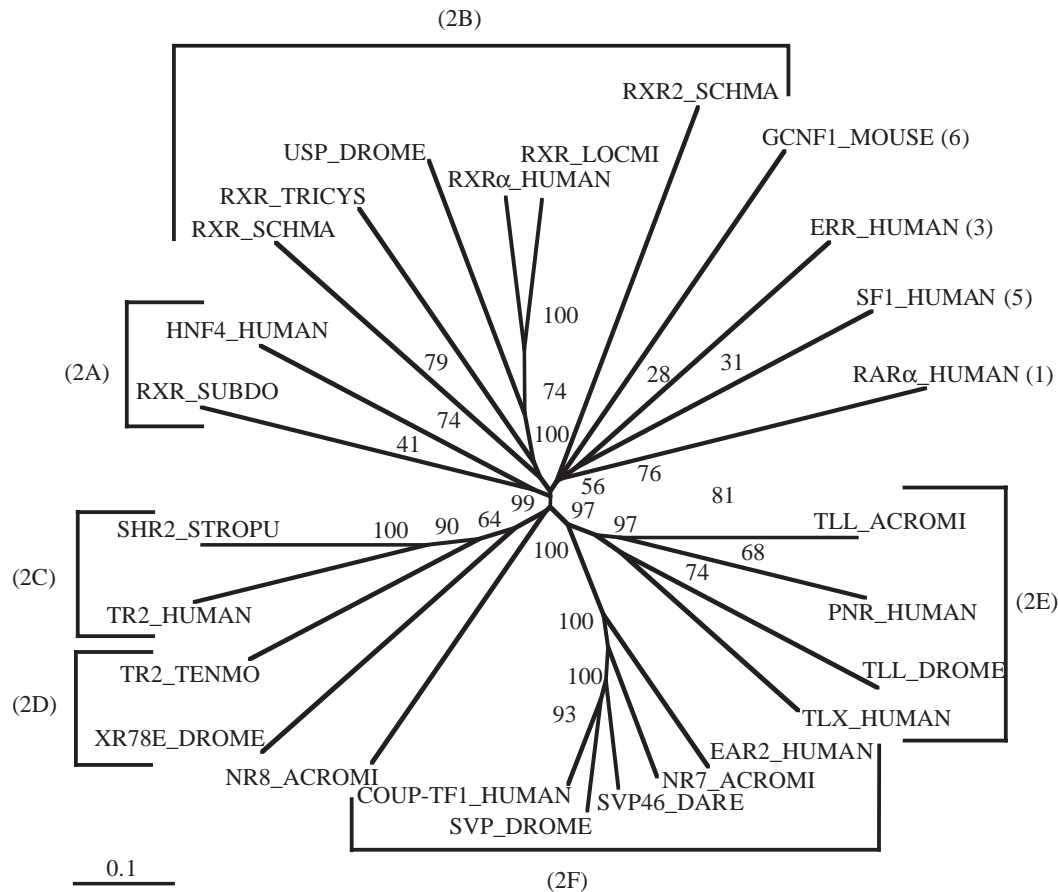 (2B)
RXR2_SCHMA
GCNF1_MOUSE (6)
USP_DROME
RXR_LOCMI
RXRα_HUMAN
RXR_TRICYS
RXR_SCHMA
ERR_HUMAN (3)
SF1_HUMAN (5)
100
HNF4_HUMAN
79
28
31
(2A)
RARα_HUMAN (1)
RXR_SUBDO
74
74
41
100
76
56
81
99
97
SHR2_STROPU
100
90
64
97
TLL_ACROMI
100
68
(2C)
74
(2E)
TR2_HUMAN
PNR_HUMAN
100
TR2_TENMO
TLL_DROME
100
(2D)
93
TLX_HUMAN
XR78E_DROME
EAR2_HUMAN
NR8_ACROMI
NR7_ACROMI
COUP-TF1_HUMAN
SVP46_DARE
SVP_DROME
0.1
(2F)